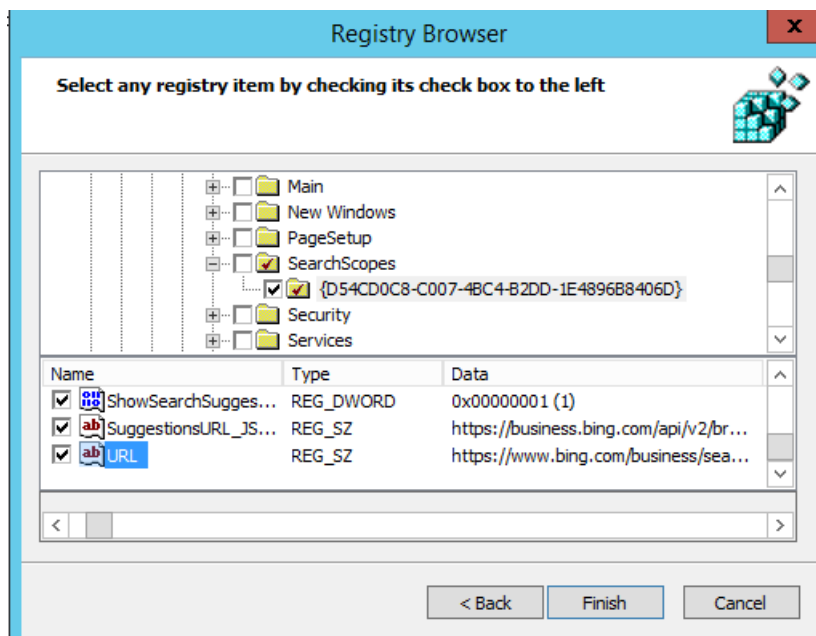 Registry Browser
X
Select any registry item by checking its check box to the left
Main
New Windows
PageSetup
SearchScopes
{D54CD0C8-C007-4BC4-B2DD-1E4896B8406D}
Security
Services
Name Type Data
ShowSearchSugges... REG_DWORD 0x00000001 (1)
ab SuggestionsURL_JS... REG_SZ https://business.bing.com/api/v2/br...
ab URL REG_SZ https://www.bing.com/business/sea...
< Back Finish Cancel